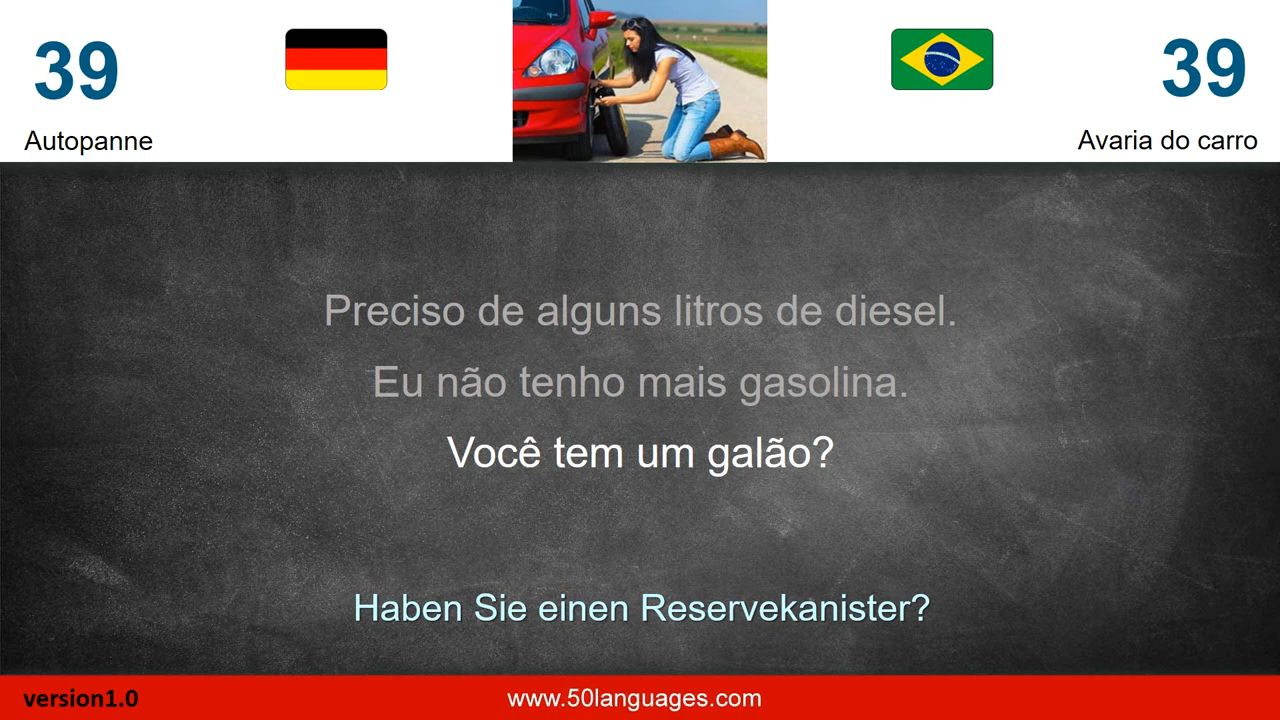 39
39
Autopanne
Avaria do carro
Preciso de alguns litros de diesel.
Eu não tenho mais gasolina.
Você tem um galão?
Haben Sie einen Reservekanister?
version1.0
www.50languages.com